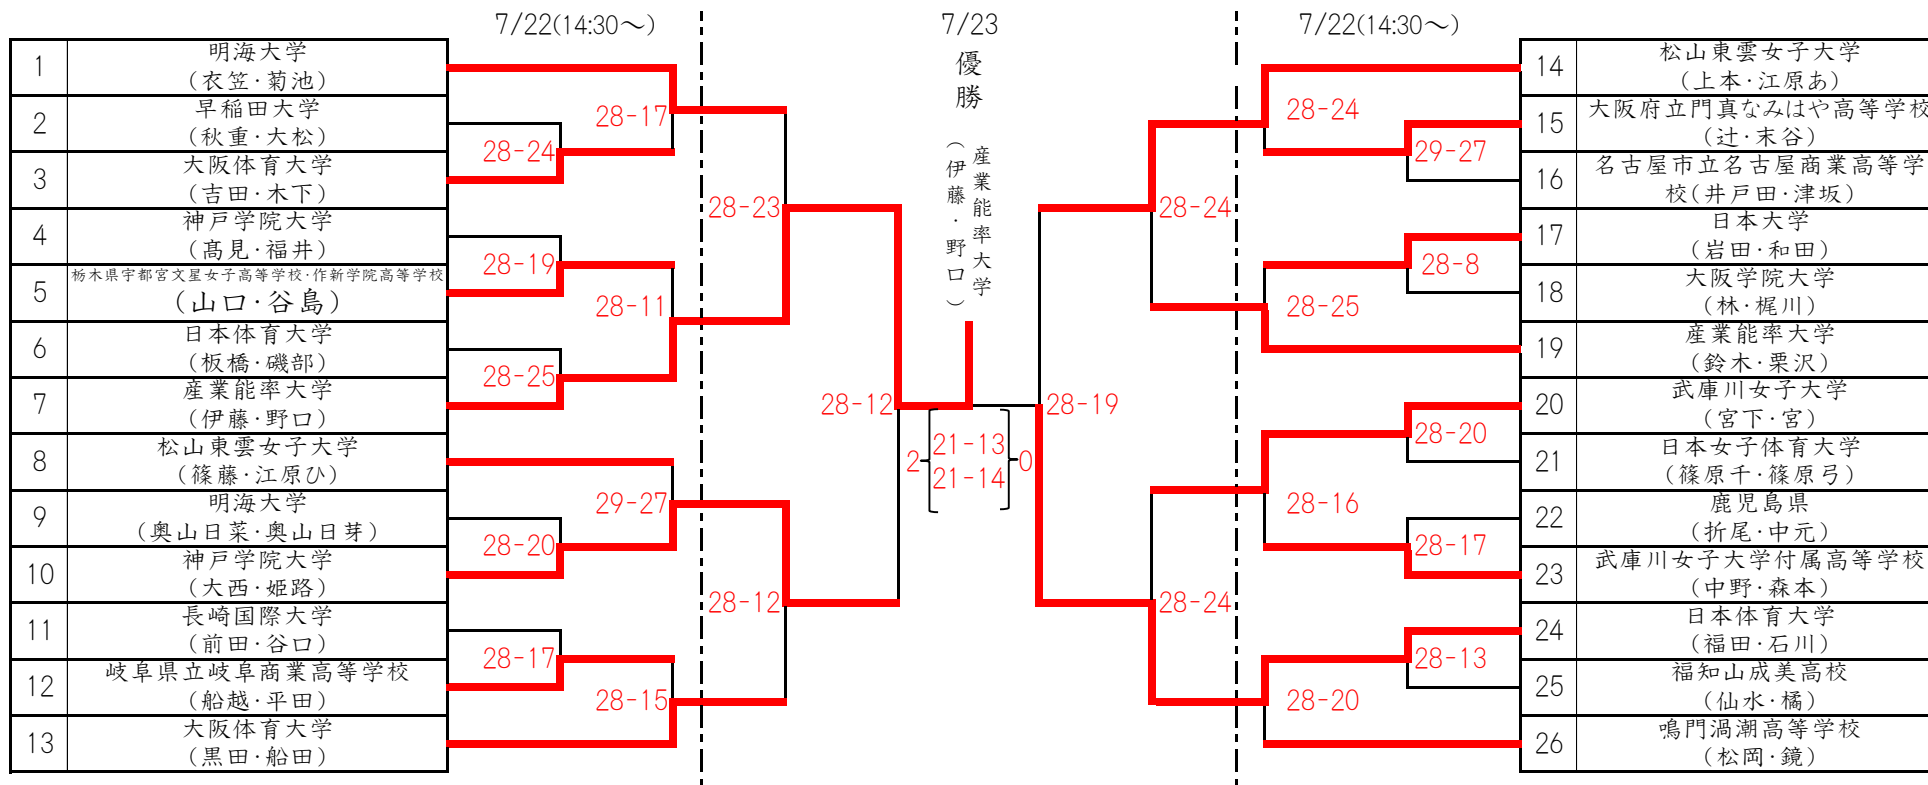 7/22(14:30～)
7/23
7/22(14:30～)
優勝
産業能率大学
（伊藤・野口）
1
明海大学
（衣笠・菊池）
2
早稲田大学
（秋重・大松）
3
大阪体育大学
（吉田・木下）
4
神戸学院大学
（髙見・福井）
5
栃木県宇都宮文星女子高等学校・作新学院高等学校
（山口・谷島）
6
日本体育大学
（板橋・磯部）
7
産業能率大学
（伊藤・野口）
8
松山東雲女子大学
（篠藤・江原ひ）
9
明海大学
（奥山日菜・奥山日芽）
10
神戸学院大学
（大西・姫路）
11
長崎国際大学
（前田・谷口）
12
岐阜県立岐阜商業高等学校
（船越・平田）
13
大阪体育大学
（黒田・船田）
28-24
28-19
28-25
28-20
28-17
28-17
28-11
29-27
28-15
28-23
28-12
28-12
2
21-13
21-14
0
28-19
28-24
28-24
28-24
28-25
28-16
28-20
29-27
28-8
28-20
28-17
28-13
14
松山東雲女子大学
（上本・江原あ）
15
大阪府立門真なみはや高等学校
（辻・末谷）
16
名古屋市立名古屋商業高等学
校（井戸田・津坂）
17
日本大学
（岩田・和田）
18
大阪学院大学
（林・梶川）
19
産業能率大学
（鈴木・栗沢）
20
武庫川女子大学
（宮下・宮）
21
日本女子体育大学
（篠原千・篠原弓）
22
鹿児島県
（折尾・中元）
23
武庫川女子大学付属高等学校
（中野・森本）
24
日本体育大学
（福田・石川）
25
福知山成美高校
（仙水・橘）
26
鳴門渦潮高等学校
（松岡・鏡）